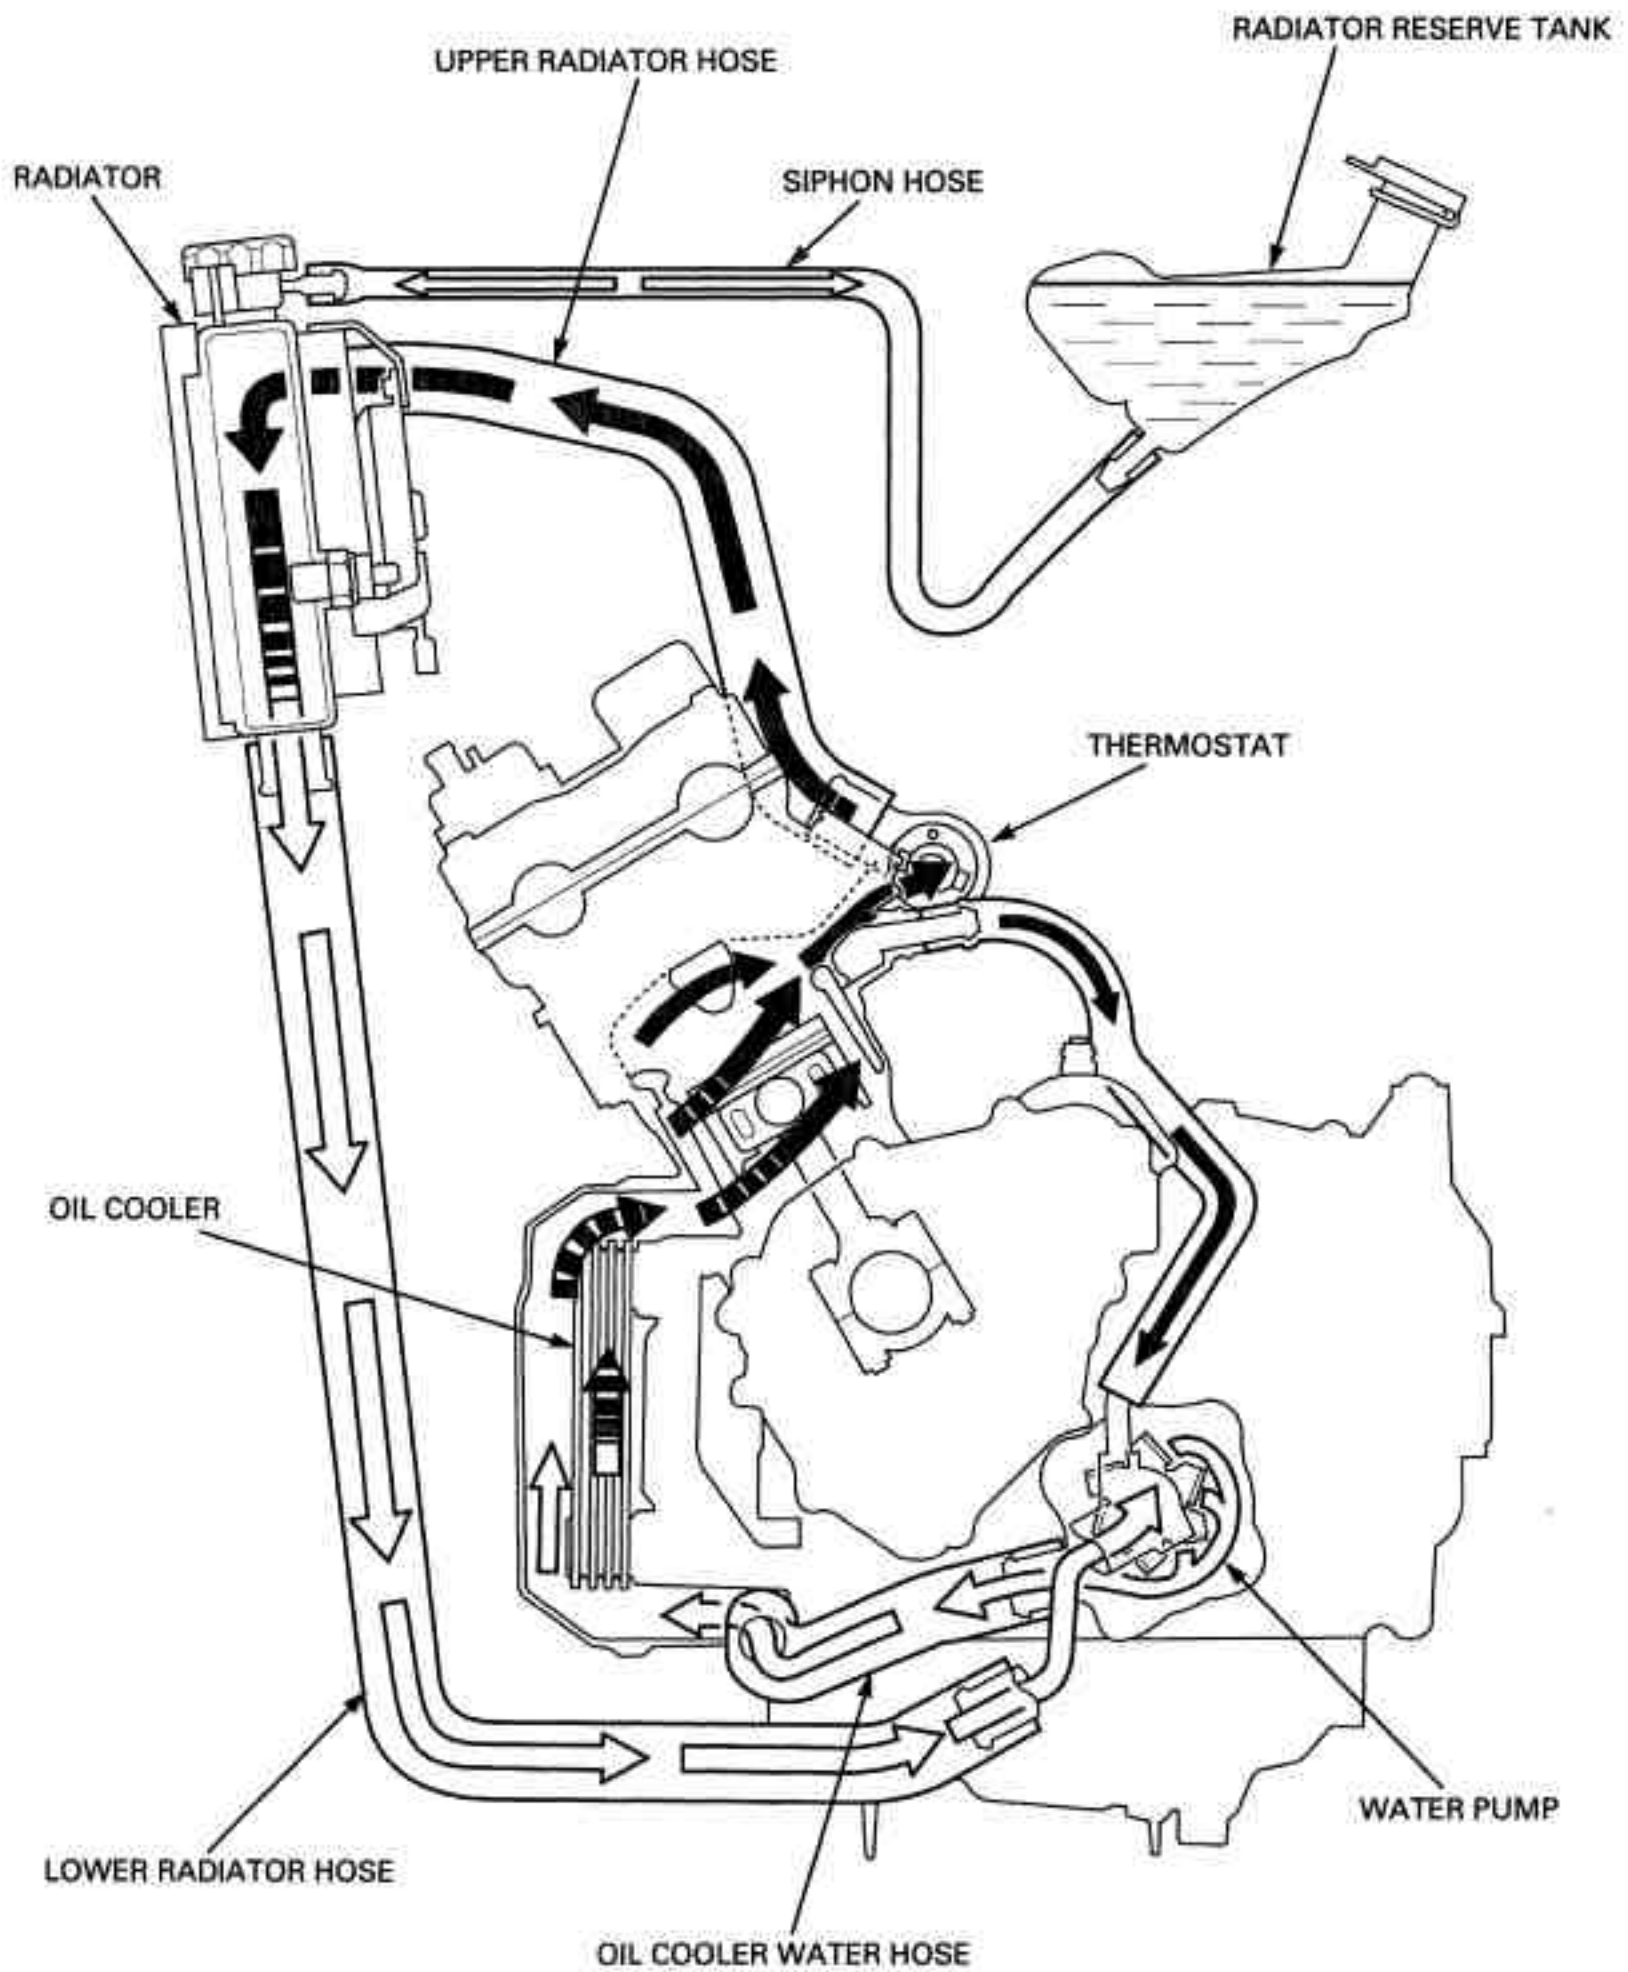 RADIATOR RESERVE TANK
UPPER RADIATOR HOSE
RADIATOR
SIPHON HOSE
THERMOSTAT
OIL COOLER
WATER PUMP
LOWER RADIATOR HOSE
OIL COOLER WATER HOSE